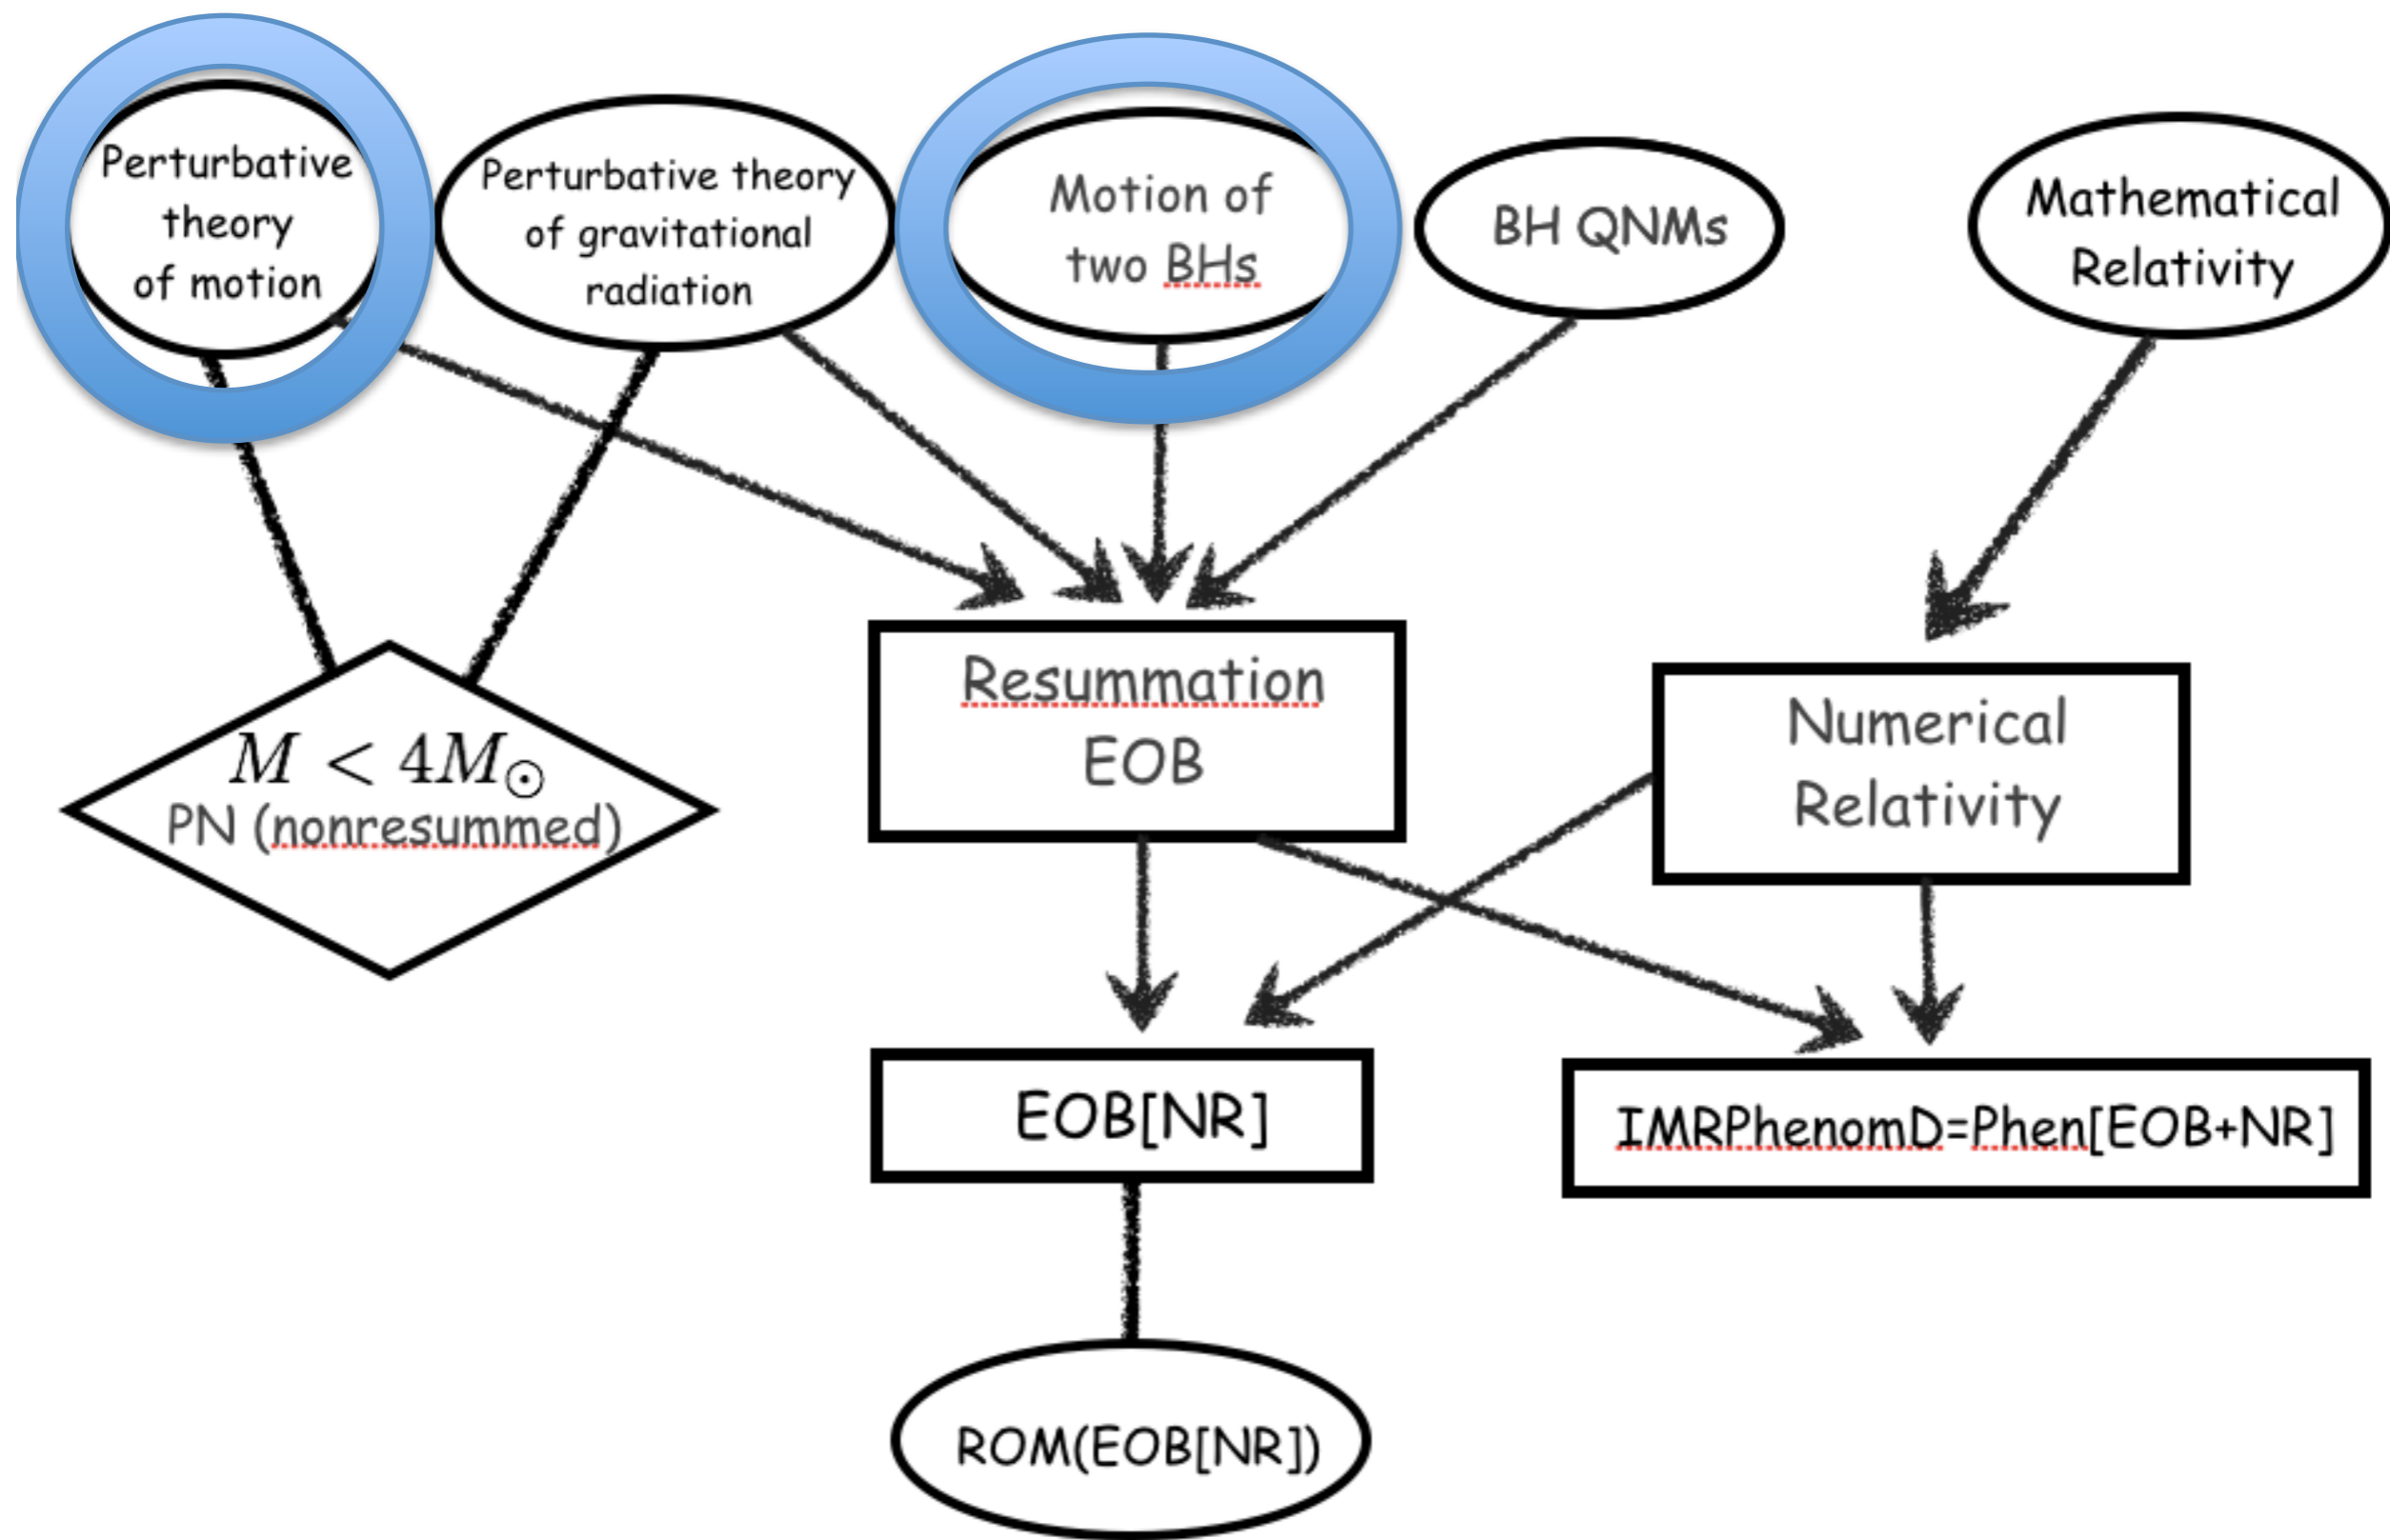 Perturbative
theory
of motion
Perturbative theory
of gravitational
radiation
Motion of
two BHs
BH QNMs
Mathematical
Relativity
M < 4M☉
PN (nonresummed)
Resummation
EOB
Numerical
Relativity
EOB[NR]
IMRPhenomD=Phen[EOB+NR]
ROM(EOB[NR])